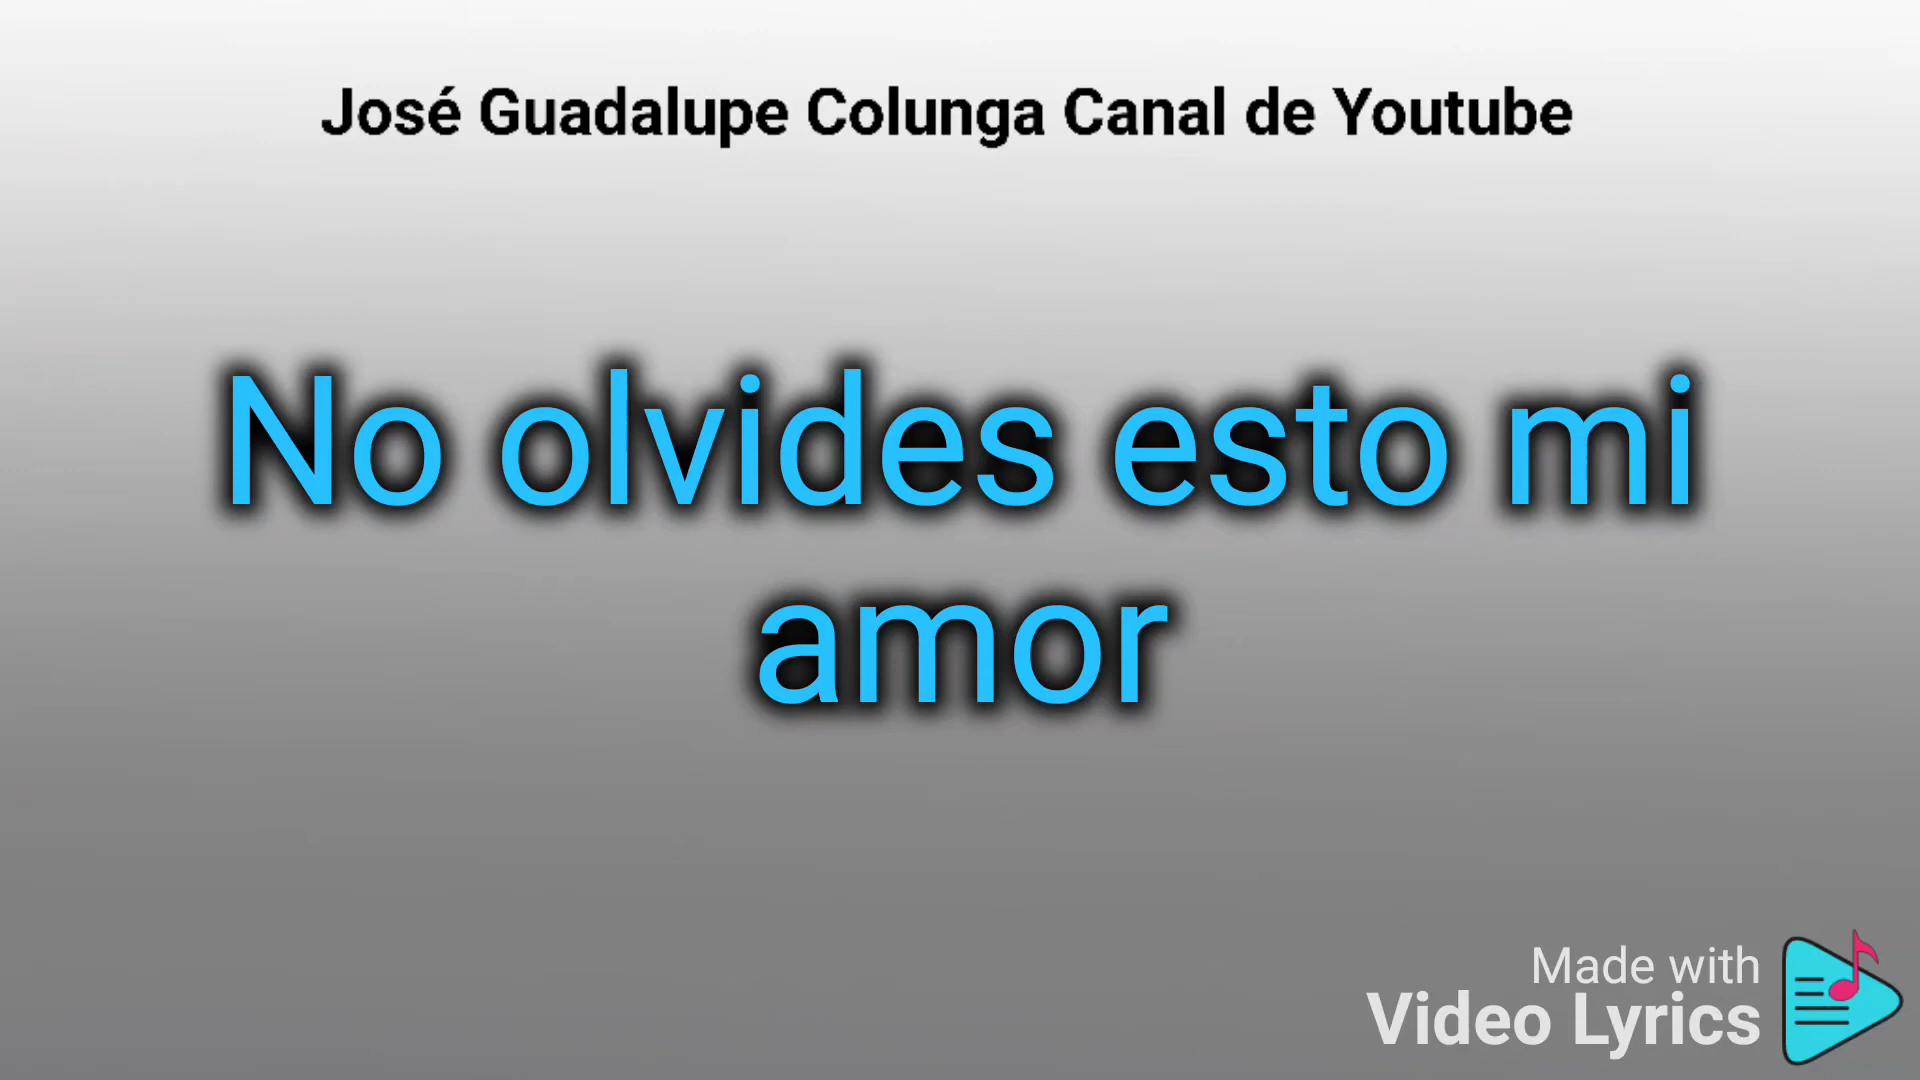 José Guadalupe Colunga Canal de Youtube
No olvides esto mi
amor
Made with
Video Lyrics